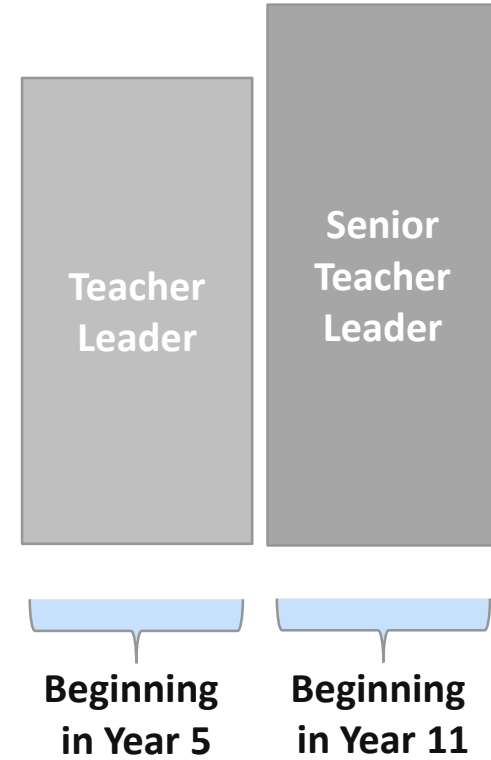 Teacher
Leader
Senior
Teacher
Leader
Beginning
in Year 5
Beginning
in Year 11